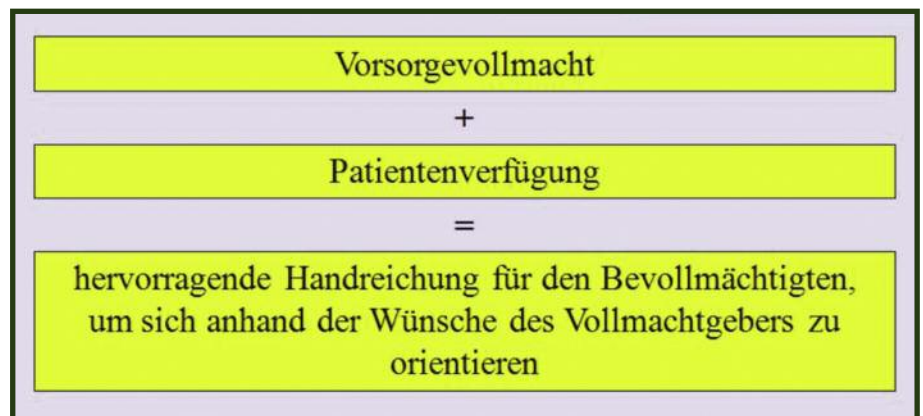 Vorsorgevollmacht
+
Patientenverfügung
=
hervorragende Handreichung für den Bevollmächtigten,
um sich anhand der Wünsche des Vollmachtgebers zu
orientieren